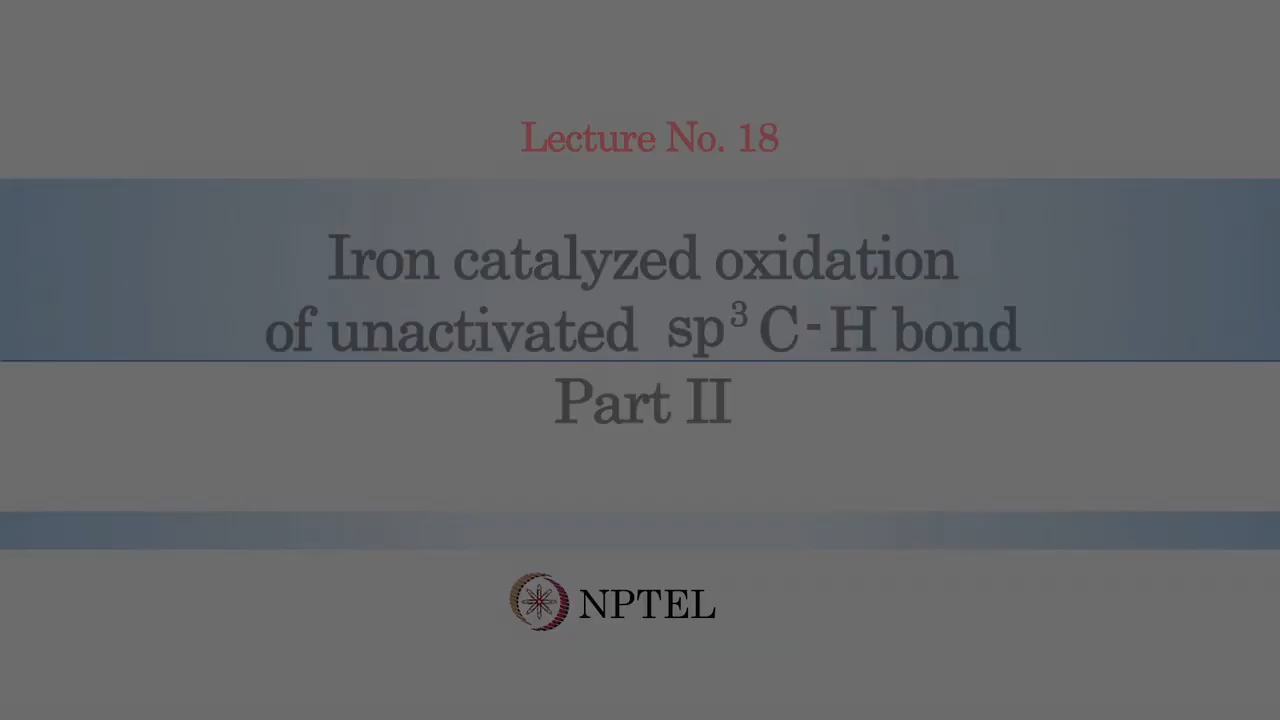 Lecture No. 18
Iron catalyzed oxidation
of unactivated sp³ C-H bond
Part II
NPTEL